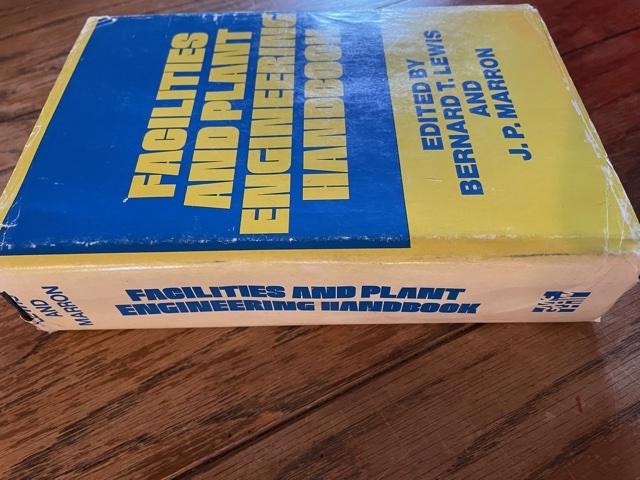 FACILITIES
AND PLANT
ENGINEERING
HANDBOOK
EDITED BY
BERNARD T. LEWIS
AND
J. P. MARRON
AND
MARRON
FACILITIES AND PLANT
ENGINEERING HANDBOOK